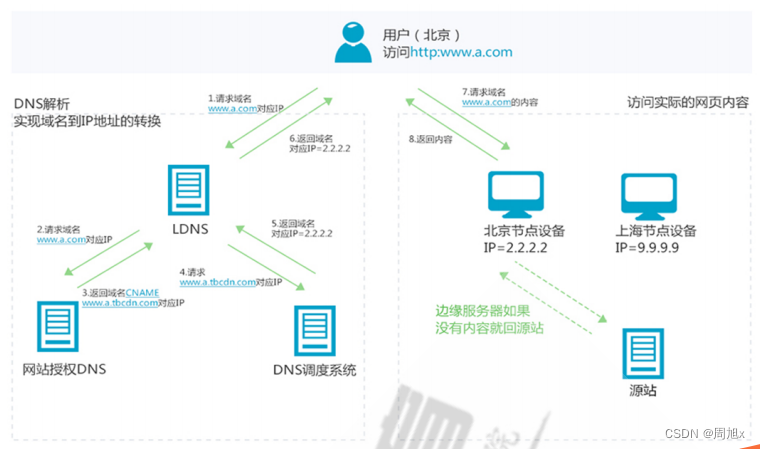 用户（北京）
访问http:www.a.com
DNS解析
实现域名到IP地址的转换
1.请求域名
www.a.com对应IP
6.返回域名
对应IP=2.2.2.2
LDNS
2.请求域名
www.a.com对应IP
5.返回域名
对应IP=2.2.2.2
3.返回域名CNAME
www.a.tbcdn.com对应IP
4.请求
www.a.tbcdn.com对应IP
网站授权DNS
DNS调度系统
访问实际的网页内容
7.请求域名
www.a.com的内容
8.返回内容
北京节点设备
IP=2.2.2.2
上海节点设备
IP=9.9.9.9
边缘服务器如果
没有内容就回源站
源站
CSDN @周旭x